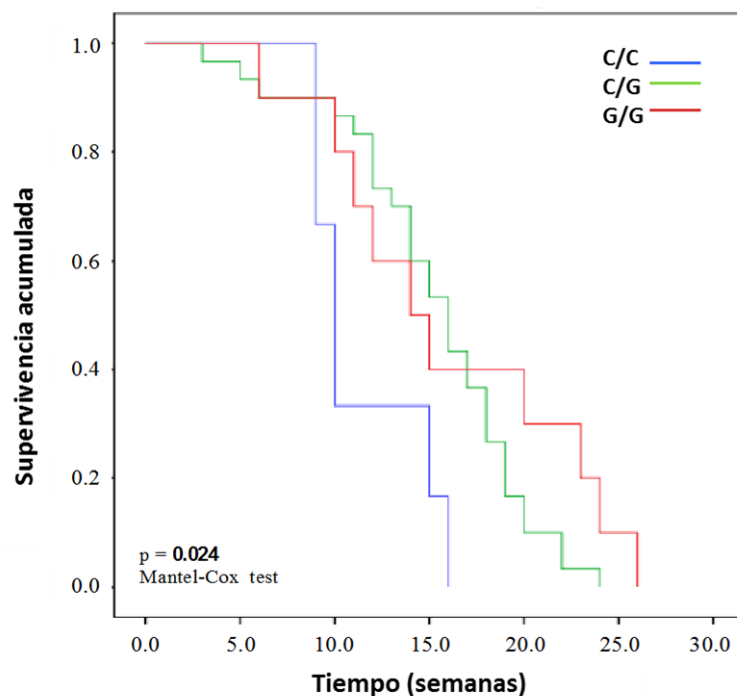 C/C
C/G
G/G
1.0
0.8
0.6
0.4
0.2
0.0
Supervivencia acumulada
p = 0.024
Mantel-Cox test
0.0 5.0 10.0 15.0 20.0 25.0 30.0
Tiempo (semanas)